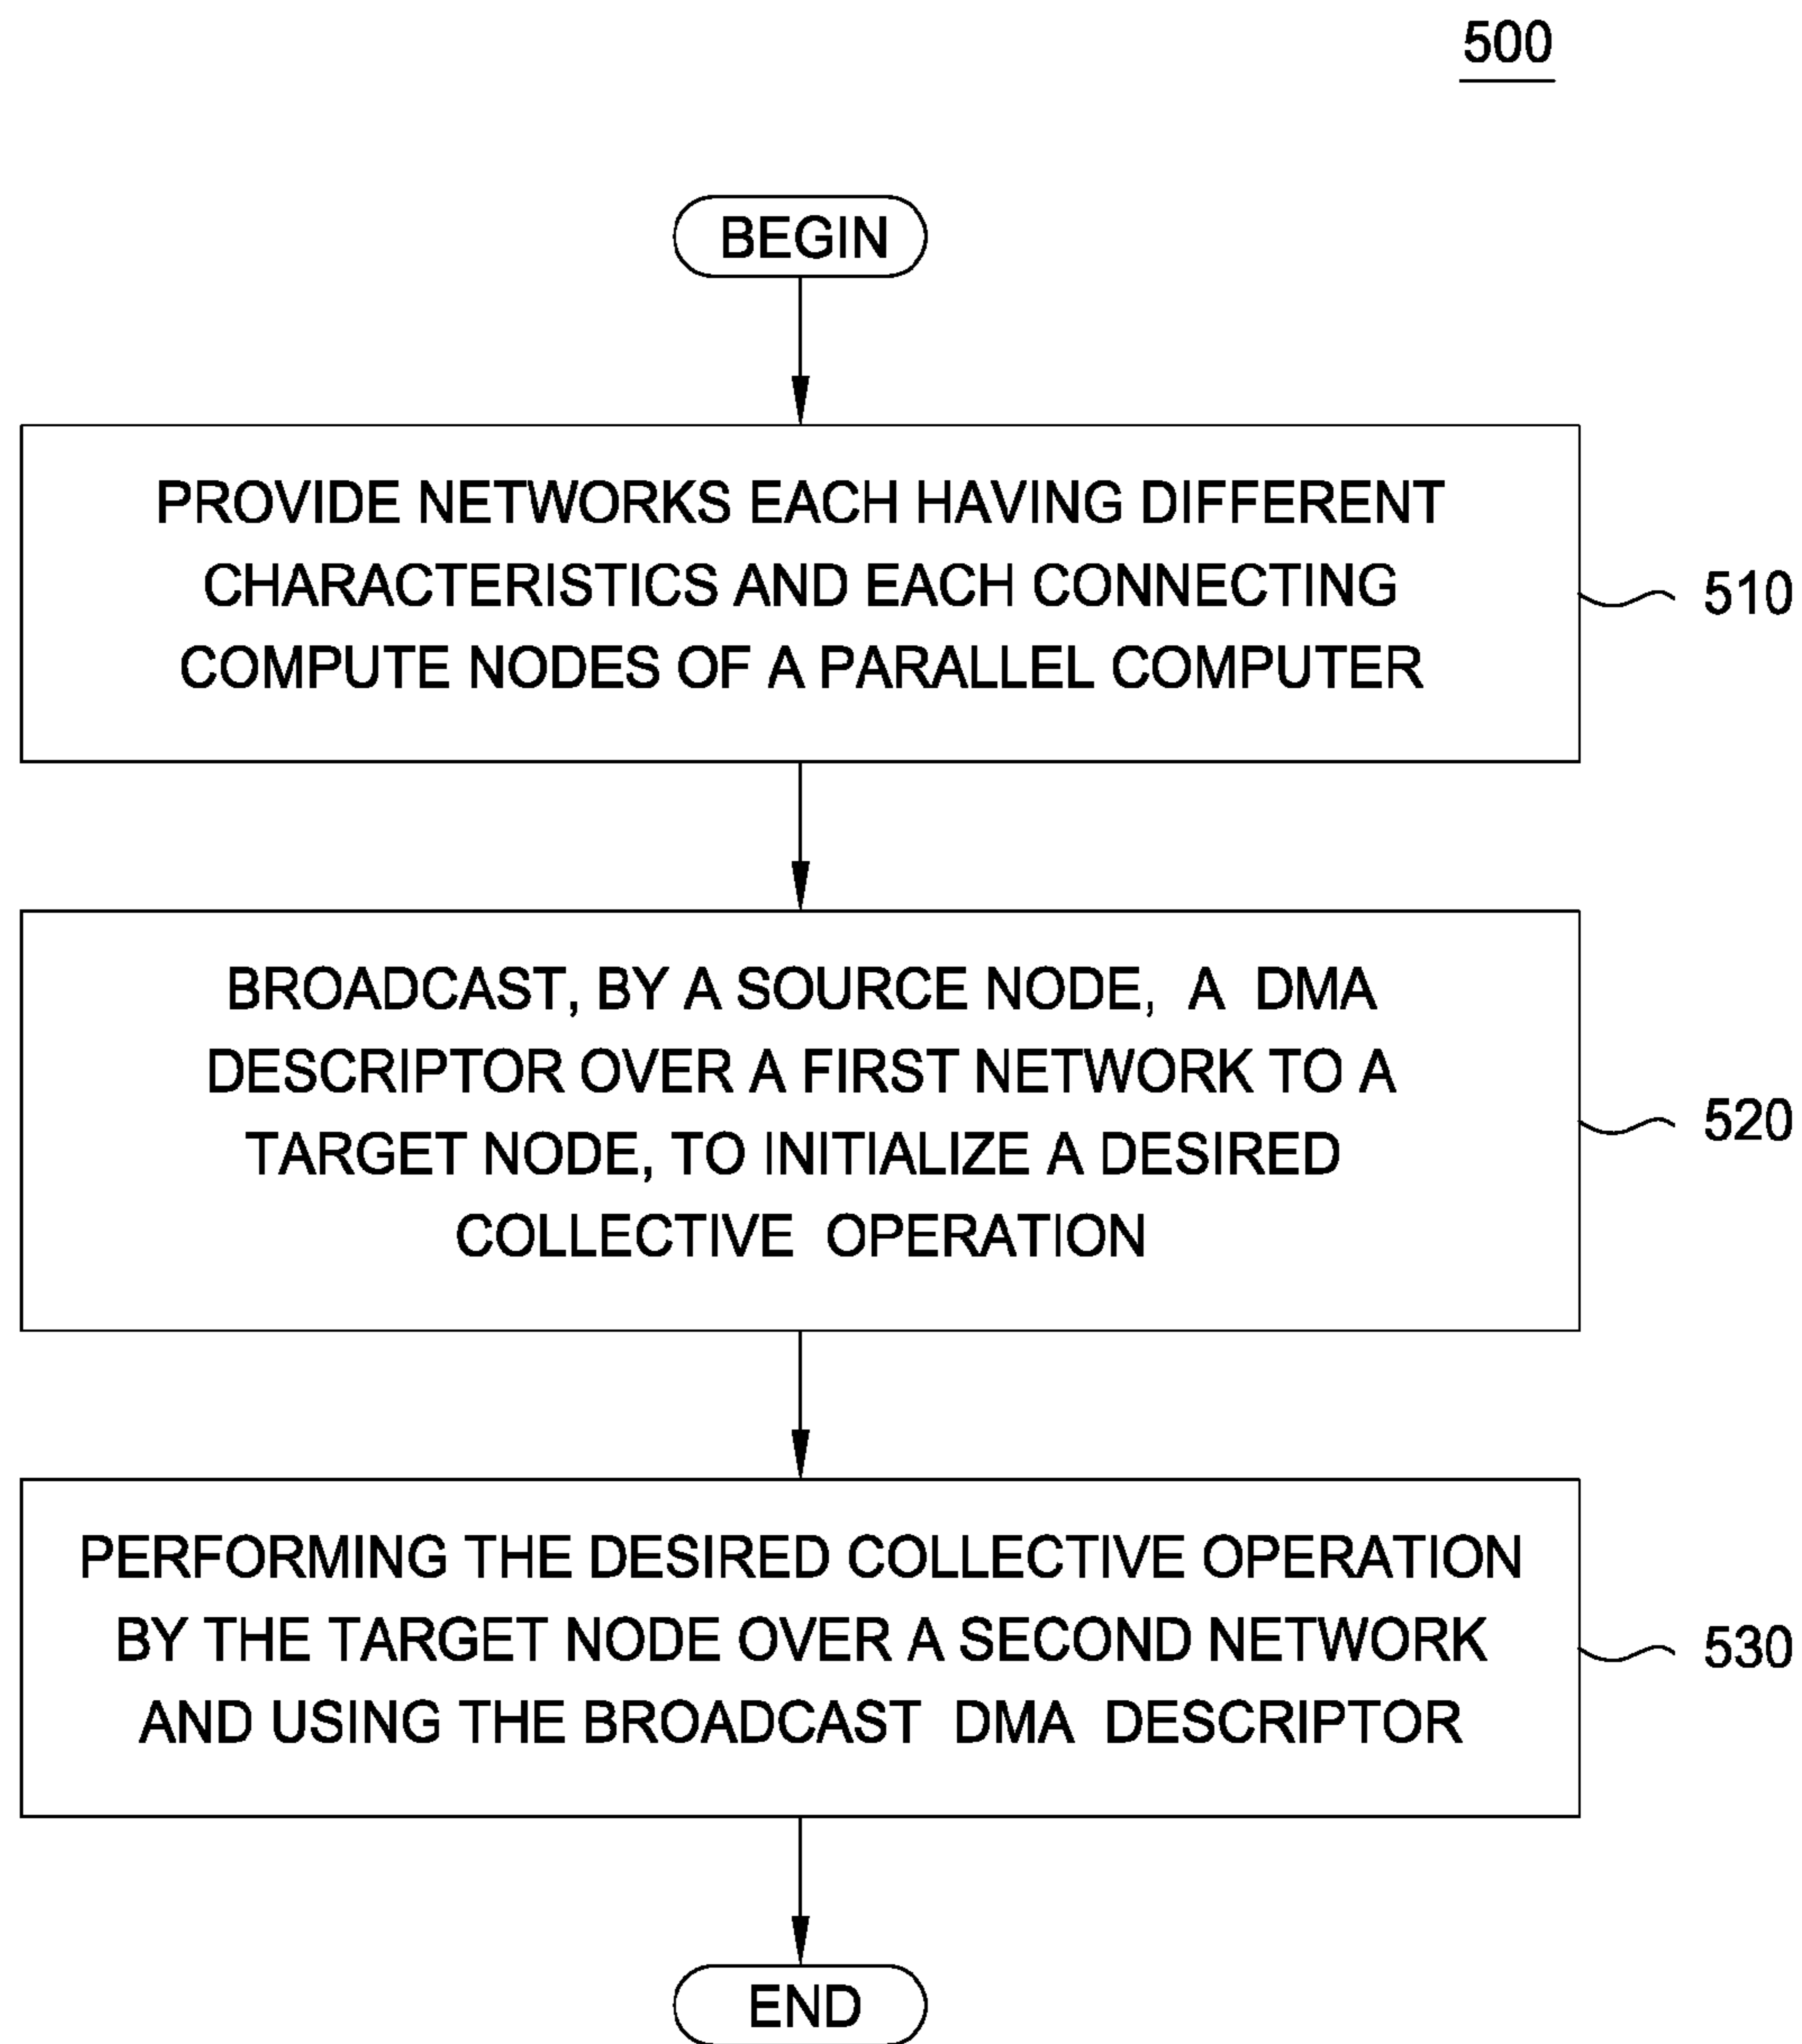 500
BEGIN
PROVIDE NETWORKS EACH HAVING DIFFERENT
CHARACTERISTICS AND EACH CONNECTING
COMPUTE NODES OF A PARALLEL COMPUTER
510
BROADCAST, BY A SOURCE NODE, A DMA
DESCRIPTOR OVER A FIRST NETWORK TO A
TARGET NODE, TO INITIALIZE A DESIRED
COLLECTIVE OPERATION
520
PERFORMING THE DESIRED COLLECTIVE OPERATION
BY THE TARGET NODE OVER A SECOND NETWORK
AND USING THE BROADCAST DMA DESCRIPTOR
530
END